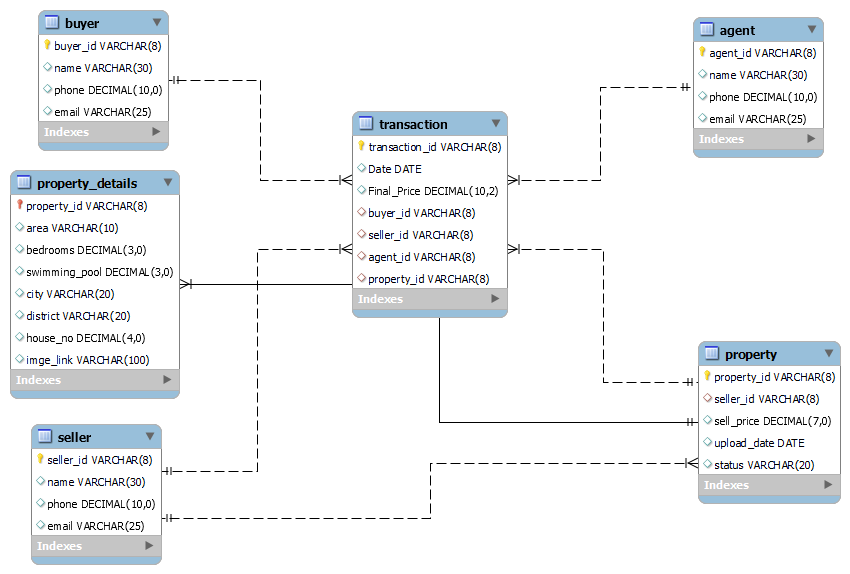 buyer
buyer_id VARCHAR(8)
name VARCHAR(30)
phone DECIMAL(10,0)
email VARCHAR(25)
Indexes
agent
agent_id VARCHAR(8)
name VARCHAR(30)
phone DECIMAL(10,0)
email VARCHAR(25)
Indexes
transaction
transaction_id VARCHAR(8)
Date DATE
Final_Price DECIMAL(10,2)
buyer_id VARCHAR(8)
seller_id VARCHAR(8)
agent_id VARCHAR(8)
property_id VARCHAR(8)
Indexes
property_details
property_id VARCHAR(8)
area VARCHAR(10)
bedrooms DECIMAL(3,0)
swimming_pool DECIMAL(3,0)
city VARCHAR(20)
district VARCHAR(20)
house_no DECIMAL(4,0)
imge_link VARCHAR(100)
Indexes
property
property_id VARCHAR(8)
seller_id VARCHAR(8)
sell_price DECIMAL(7,0)
upload_date DATE
status VARCHAR(20)
Indexes
seller
seller_id VARCHAR(8)
name VARCHAR(30)
phone DECIMAL(10,0)
email VARCHAR(25)
Indexes